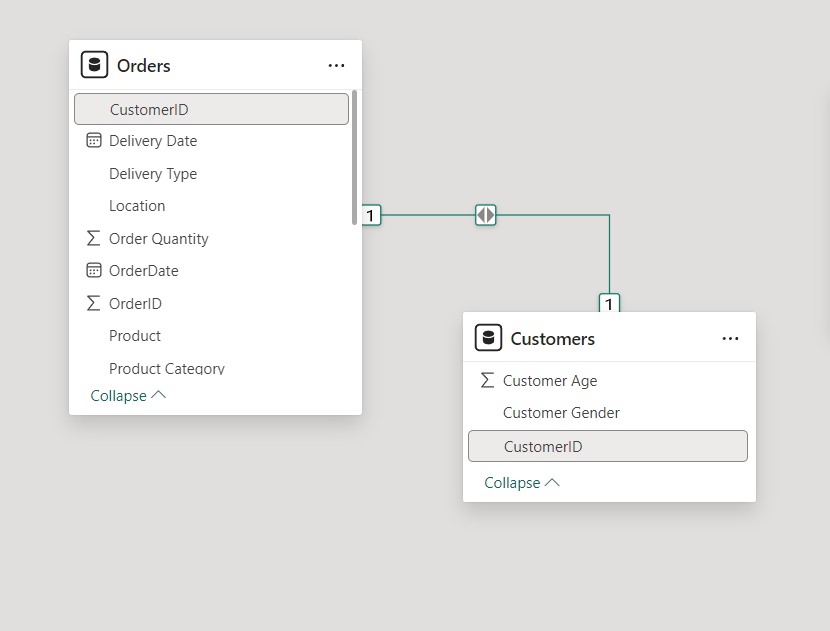 Orders
CustomerID
Delivery Date
Delivery Type
Location
Order Quantity
OrderDate
OrderID
Product
Product Category
Collapse
1
1
Customers
Customer Age
Customer Gender
CustomerID
Collapse